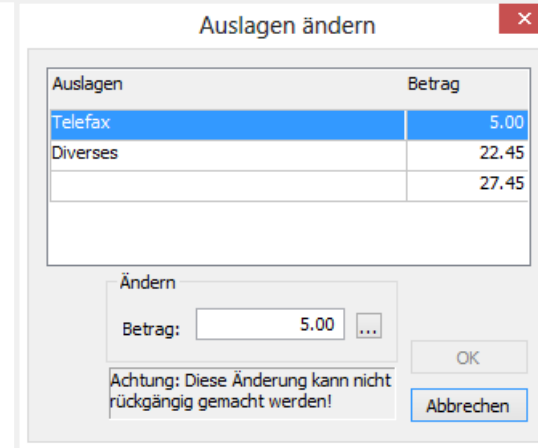 Auslagen ändern
Auslagen Betrag
Telefax 5.00
Diverses 22.45
27.45
Ändern
Betrag: 5.00 ...
OK
Achtung: Diese Änderung kann nicht
rückgängig gemacht werden!
Abbrechen